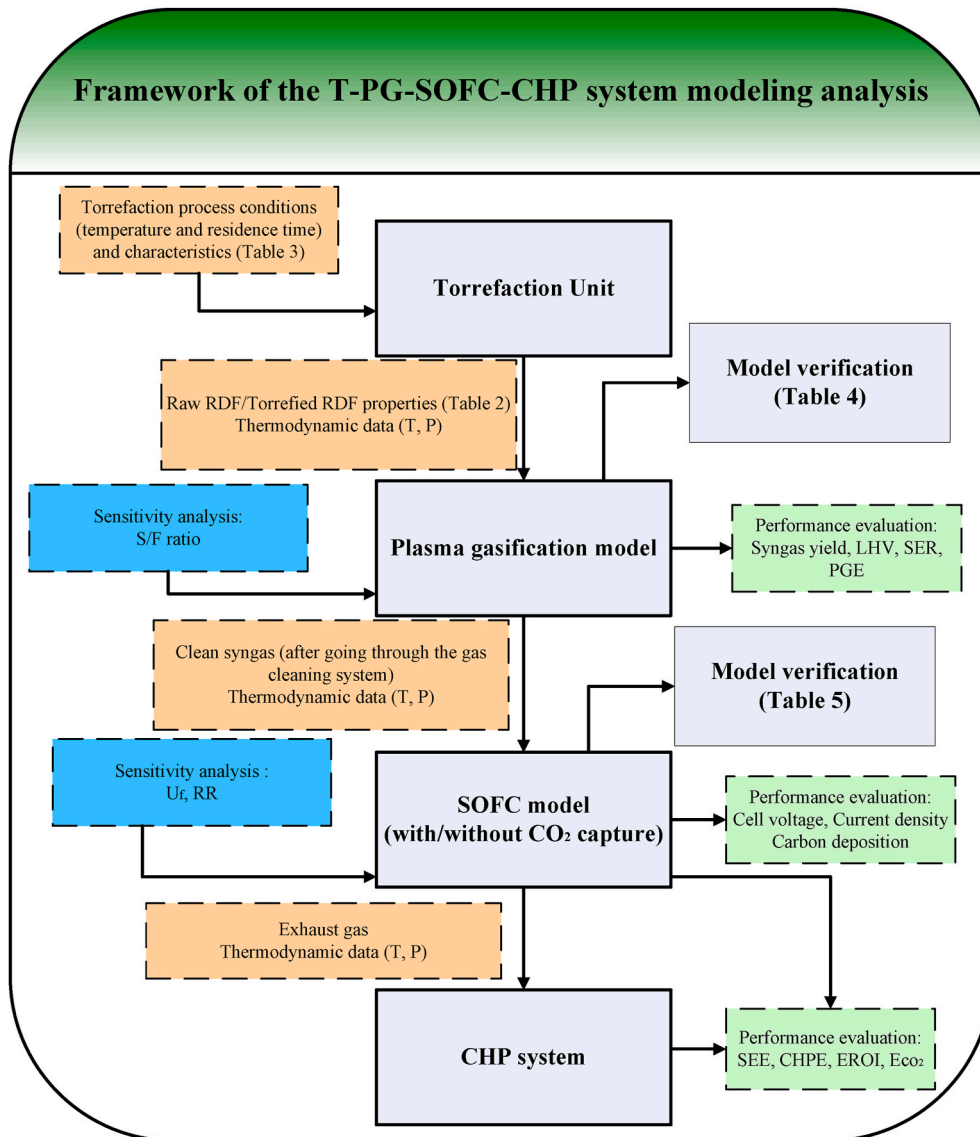 Framework of the T-PG-SOFC-CHP system modeling analysis
Torrefaction process conditions
(temperature and residence time)
and characteristics (Table 3)
Torrefaction Unit
Raw RDF/Torrefied RDF properties (Table 2)
Thermodynamic data (T, P)
Model verification
(Table 4)
Sensitivity analysis:
S/F ratio
Plasma gasification model
Performance evaluation:
Syngas yield, LHV, SER,
PGE
Clean syngas (after going through the gas
cleaning system)
Thermodynamic data (T, P)
Model verification
(Table 5)
Sensitivity analysis :
Uf, RR
SOFC model
(with/without CO₂ capture)
Performance evaluation:
Cell voltage, Current density
Carbon deposition
Exhaust gas
Thermodynamic data (T, P)
CHP system
Performance evaluation:
SEE, CHPE, EROI, Eco₂